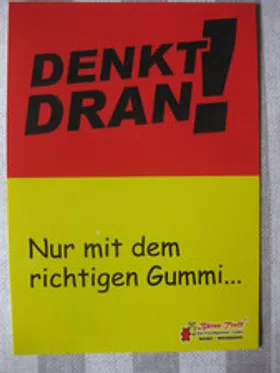 DENKT
DRAN!
Nur mit dem
richtigen Gummi...